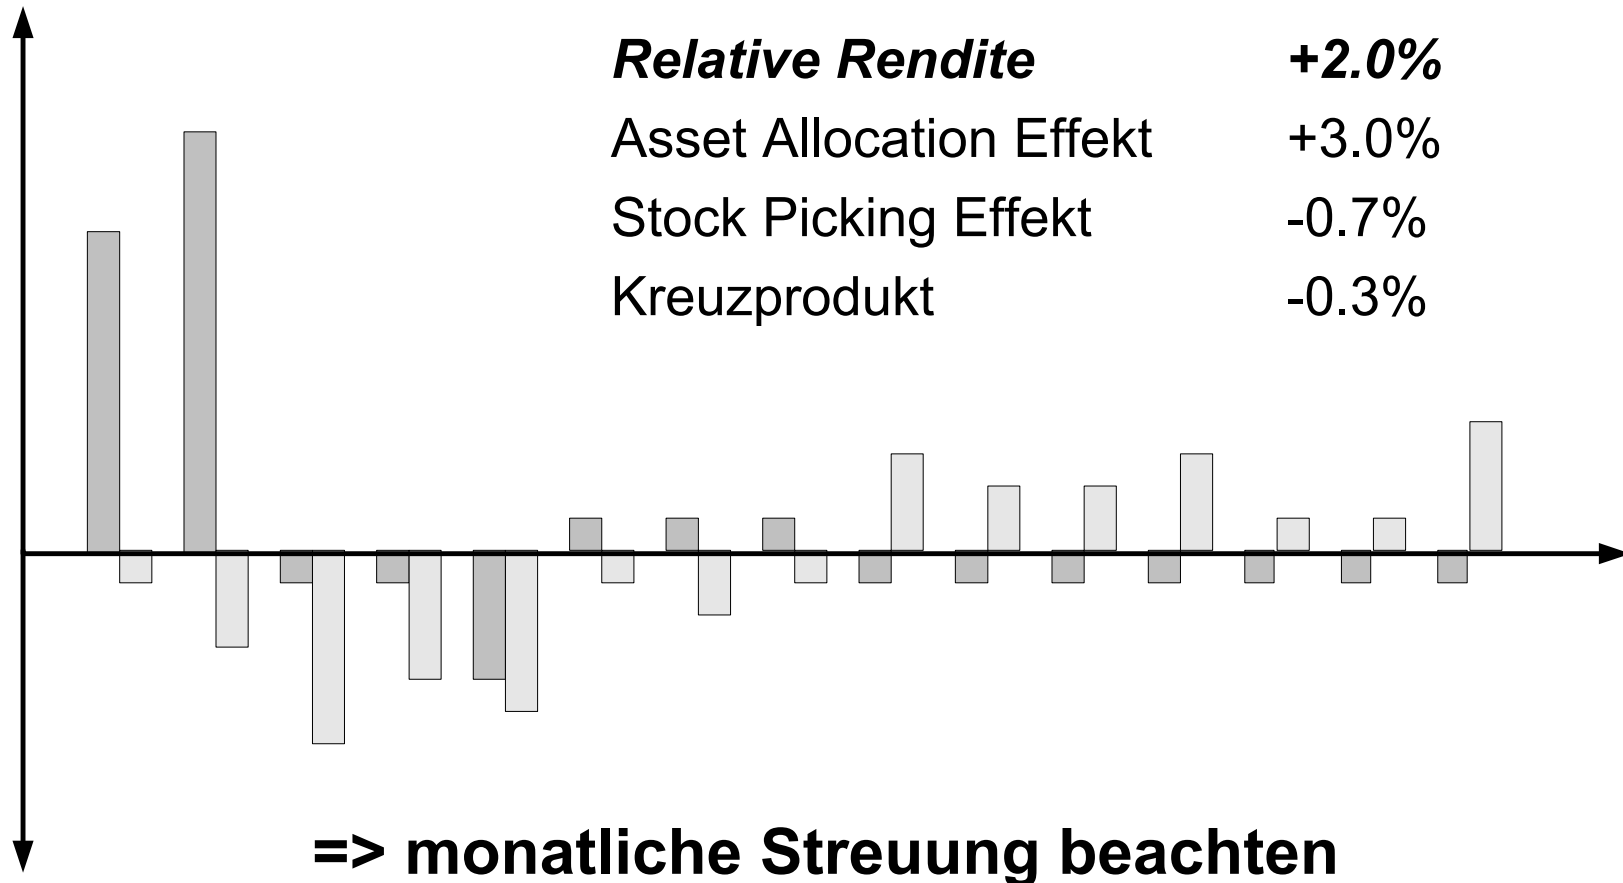 Relative Rendite +2.0%
Asset Allocation Effekt +3.0%
Stock Picking Effekt -0.7%
Kreuzprodukt -0.3%
=> monatliche Streuung beachten